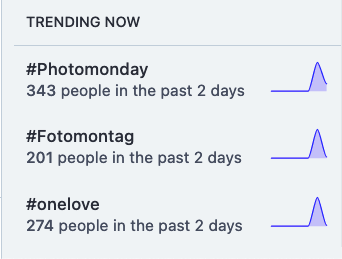 TRENDING NOW
#Photomonday
343 people in the past 2 days
#Fotomontag
201 people in the past 2 days
#onelove
274 people in the past 2 days